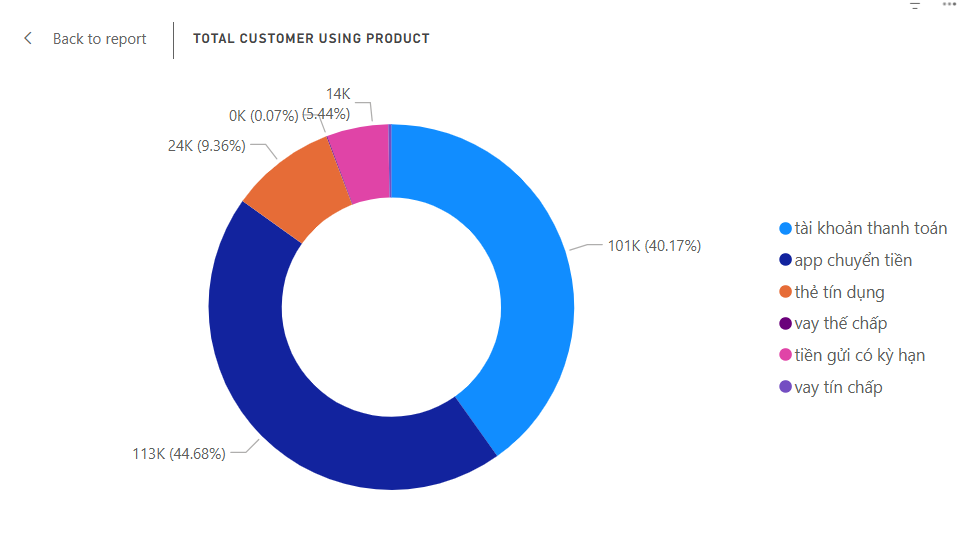 Back to report
TOTAL CUSTOMER USING PRODUCT
14K
(5.44%)
0K (0.07%)
24K (9.36%)
101K (40.17%)
113K (44.68%)
tài khoản thanh toán
app chuyển tiền
thẻ tín dụng
vay thế chấp
tiền gửi có kỳ hạn
vay tín chấp